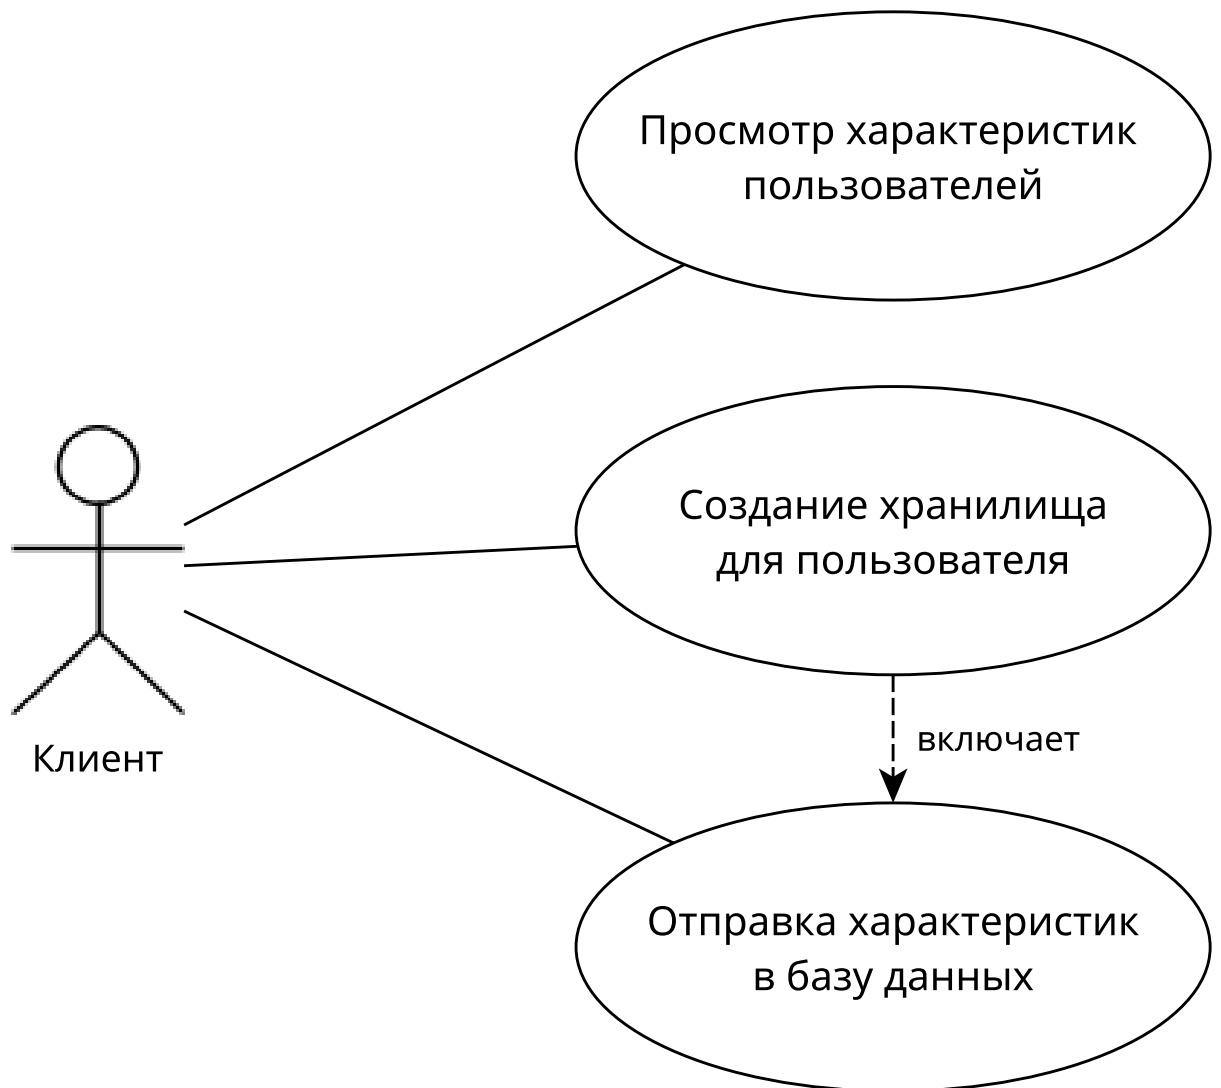 Просмотр характеристик
пользователей
Создание хранилища
для пользователя
включает
Клиент
Отправка характеристик
в базу данных